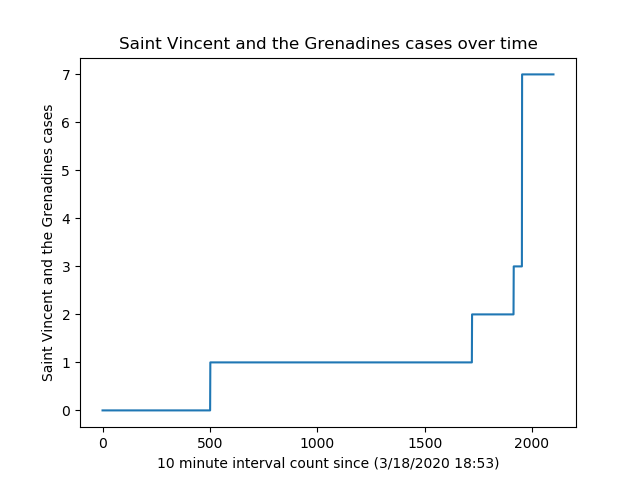 Saint Vincent and the Grenadines cases over time
Saint Vincent and the Grenadines cases
7
6
5
4
3
2
1
0
0 500 1000 1500 2000
10 minute interval count since (3/18/2020 18:53)